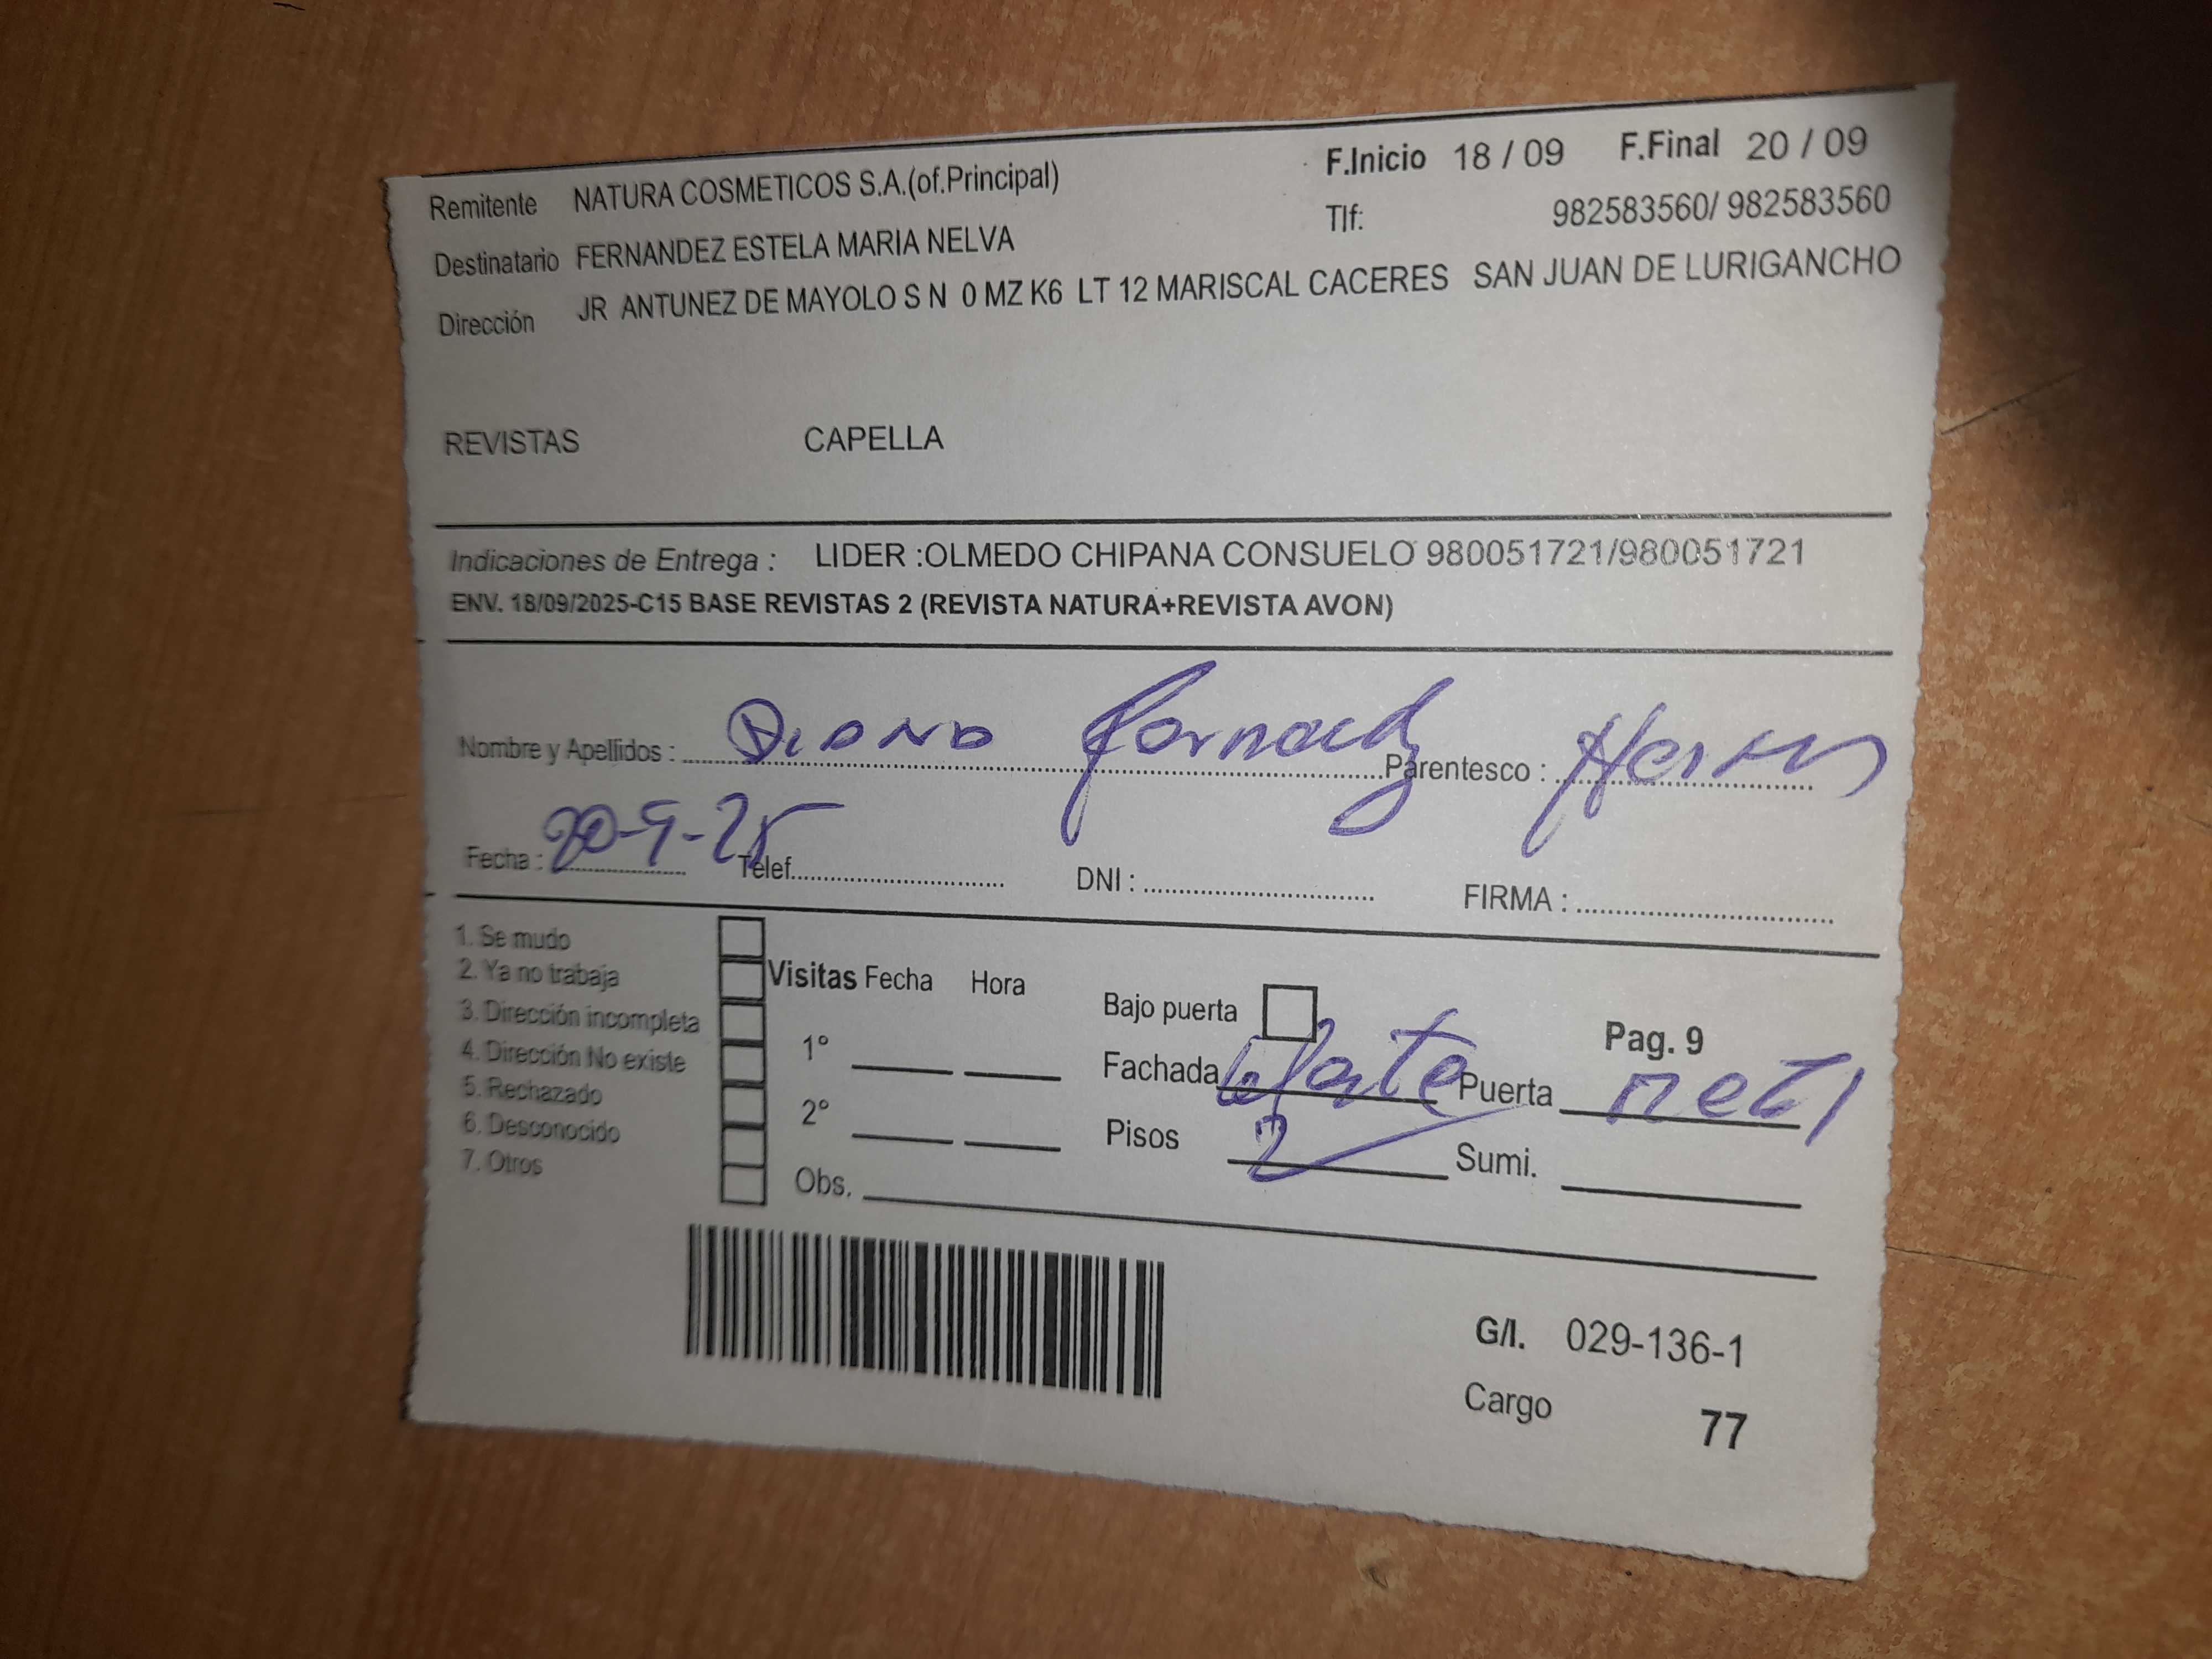 Remitente NATURA COSMETICOS S.A.(of.Principal) F.Inicio 18 / 09 F.Final 20 / 09
Destinatario FERNANDEZ ESTELA MARIA NELVA Tlf: 982583560/ 982583560
Dirección JR ANTUNEZ DE MAYOLO S N 0 MZ K6 LT 12 MARISCAL CACERES SAN JUAN DE LURIGANCHO
REVISTAS CAPELLA
Indicaciones de Entrega : LIDER :OLMEDO CHIPANA CONSUELO 980051721/980051721
ENV. 18/09/2025-C15 BASE REVISTAS 2 (REVISTA NATURA+REVISTA AVON)
Nombre y Apellidos : Diana Parentesco :
Fecha : 20-9-25 Telef. DNI : FIRMA :
1. Se mudo
2. Ya no trabaja Visitas Fecha Hora
3. Dirección incompleta Bajo puerta Pag. 9
4. Dirección No existe 1° Fachada Puerta
5. Rechazado
6. Desconocido 2° Pisos 2 Sumi.
7. Otros Obs.
G/I. 029-136-1
Cargo 77